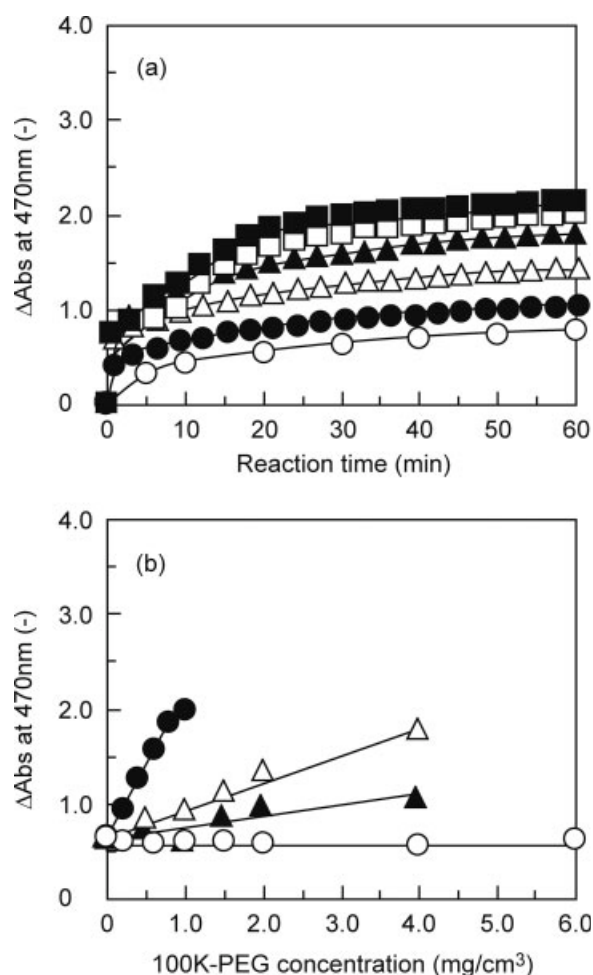 4.0
(a)
3.0
2.0
1.0
0
ΔAbs at 470nm (-)
0 10 20 30 40 50 60
Reaction time (min)
4.0
(b)
3.0
2.0
1.0
0
ΔAbs at 470nm (-)
0 1.0 2.0 3.0 4.0 5.0 6.0
100K-PEG concentration (mg/cm³)